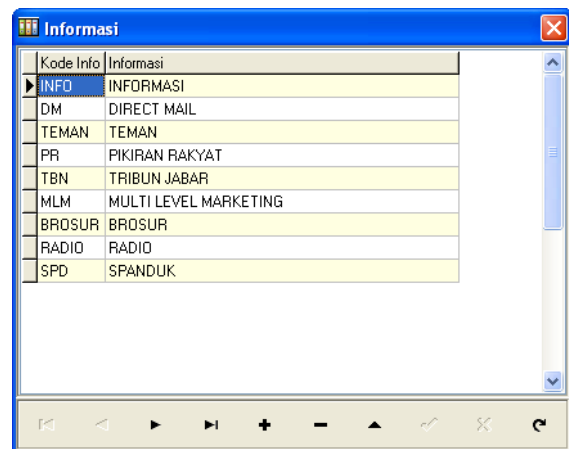 Informasi
Kode Info Informasi
INFO INFORMASI
DM DIRECT MAIL
TEMAN TEMAN
PR PIKIRAN RAKYAT
TBN TRIBUN JABAR
MLM MULTI LEVEL MARKETING
BROSUR BROSUR
RADIO RADIO
SPD SPANDUK